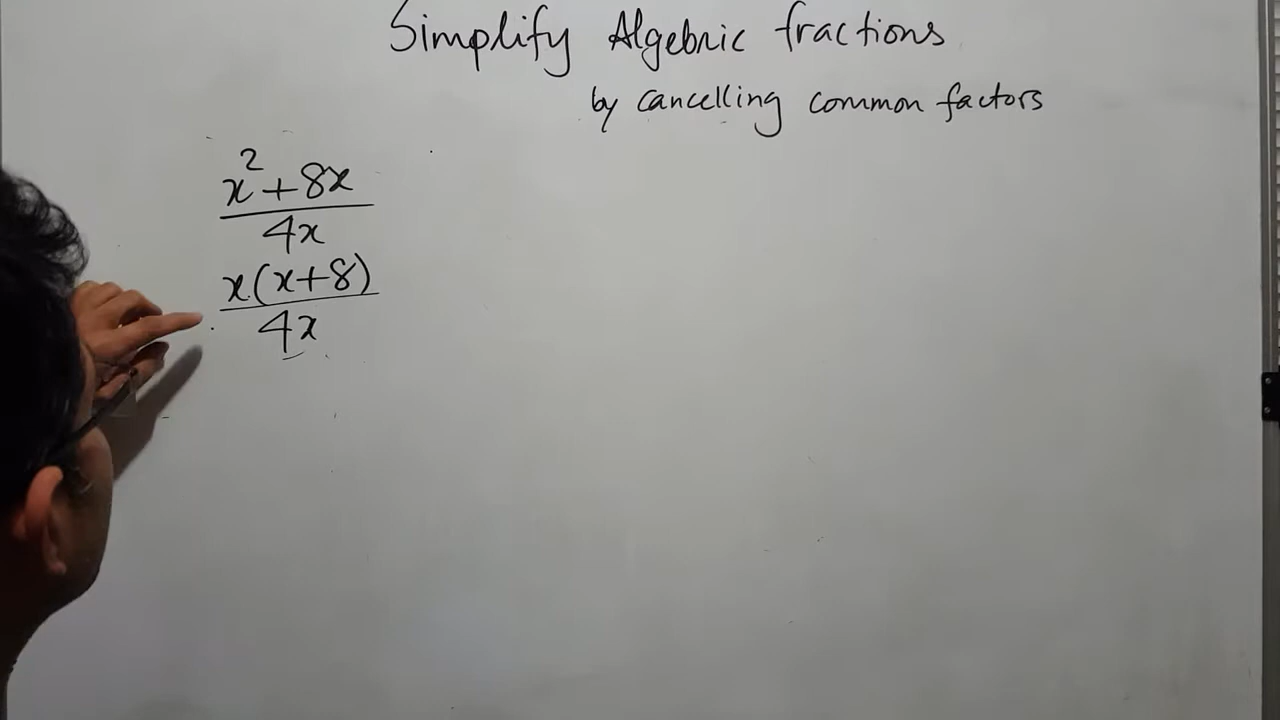 Simplify Algebric fractions
by cancelling common factors
x²+8x
4x
x(x+8)
4x